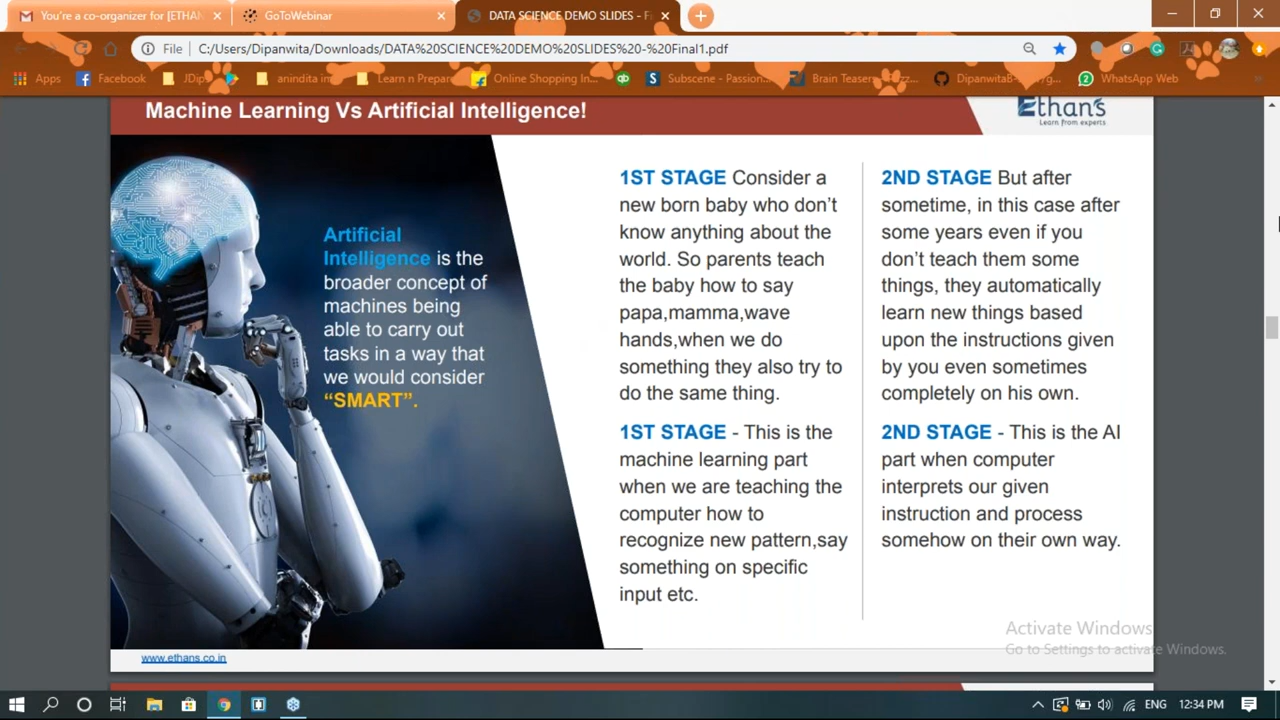 You're a co-organizer for [ETHAN
GoToWebinar
DATA SCIENCE DEMO SLIDES - F
File
C:/Users/Dipanwita/Downloads/DATA%20SCIENCE%20DEMO%20SLIDES%20-%20Final1.pdf
Apps
Facebook
JDips
anindita imp
Learn n Prepare
Online Shopping In...
Subscene - Passion...
Brain Teasers
WhatsApp Web
Machine Learning Vs Artificial Intelligence!
Ethan's
Learn from experts
Artificial
Intelligence is the
broader concept of
machines being
able to carry out
tasks in a way that
we would consider
“SMART”.
1ST STAGE Consider a
new born baby who don’t
know anything about the
world. So parents teach
the baby how to say
papa,mamma,wave
hands,when we do
something they also try to
do the same thing.
1ST STAGE - This is the
machine learning part
when we are teaching the
computer how to
recognize new pattern,say
something on specific
input etc.
2ND STAGE But after
sometime, in this case after
some years even if you
don’t teach them some
things, they automatically
learn new things based
upon the instructions given
by you even sometimes
completely on his own.
2ND STAGE - This is the AI
part when computer
interprets our given
instruction and process
somehow on their own way.
www.ethans.co.in
Activate Windows
Go to Settings to activate Windows.
ENG
12:34 PM